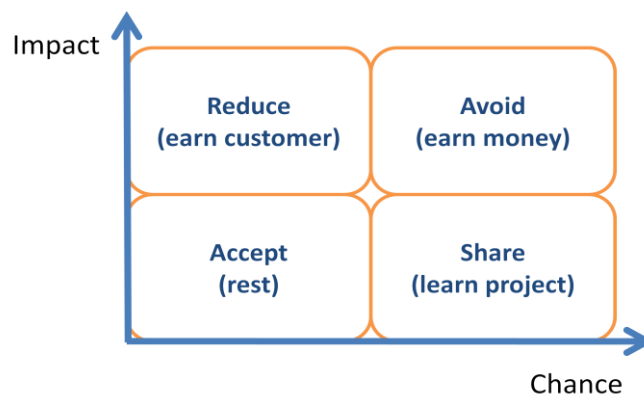 Impact
Reduce
(earn customer)
Avoid
(earn money)
Accept
(rest)
Share
(learn project)
Chance